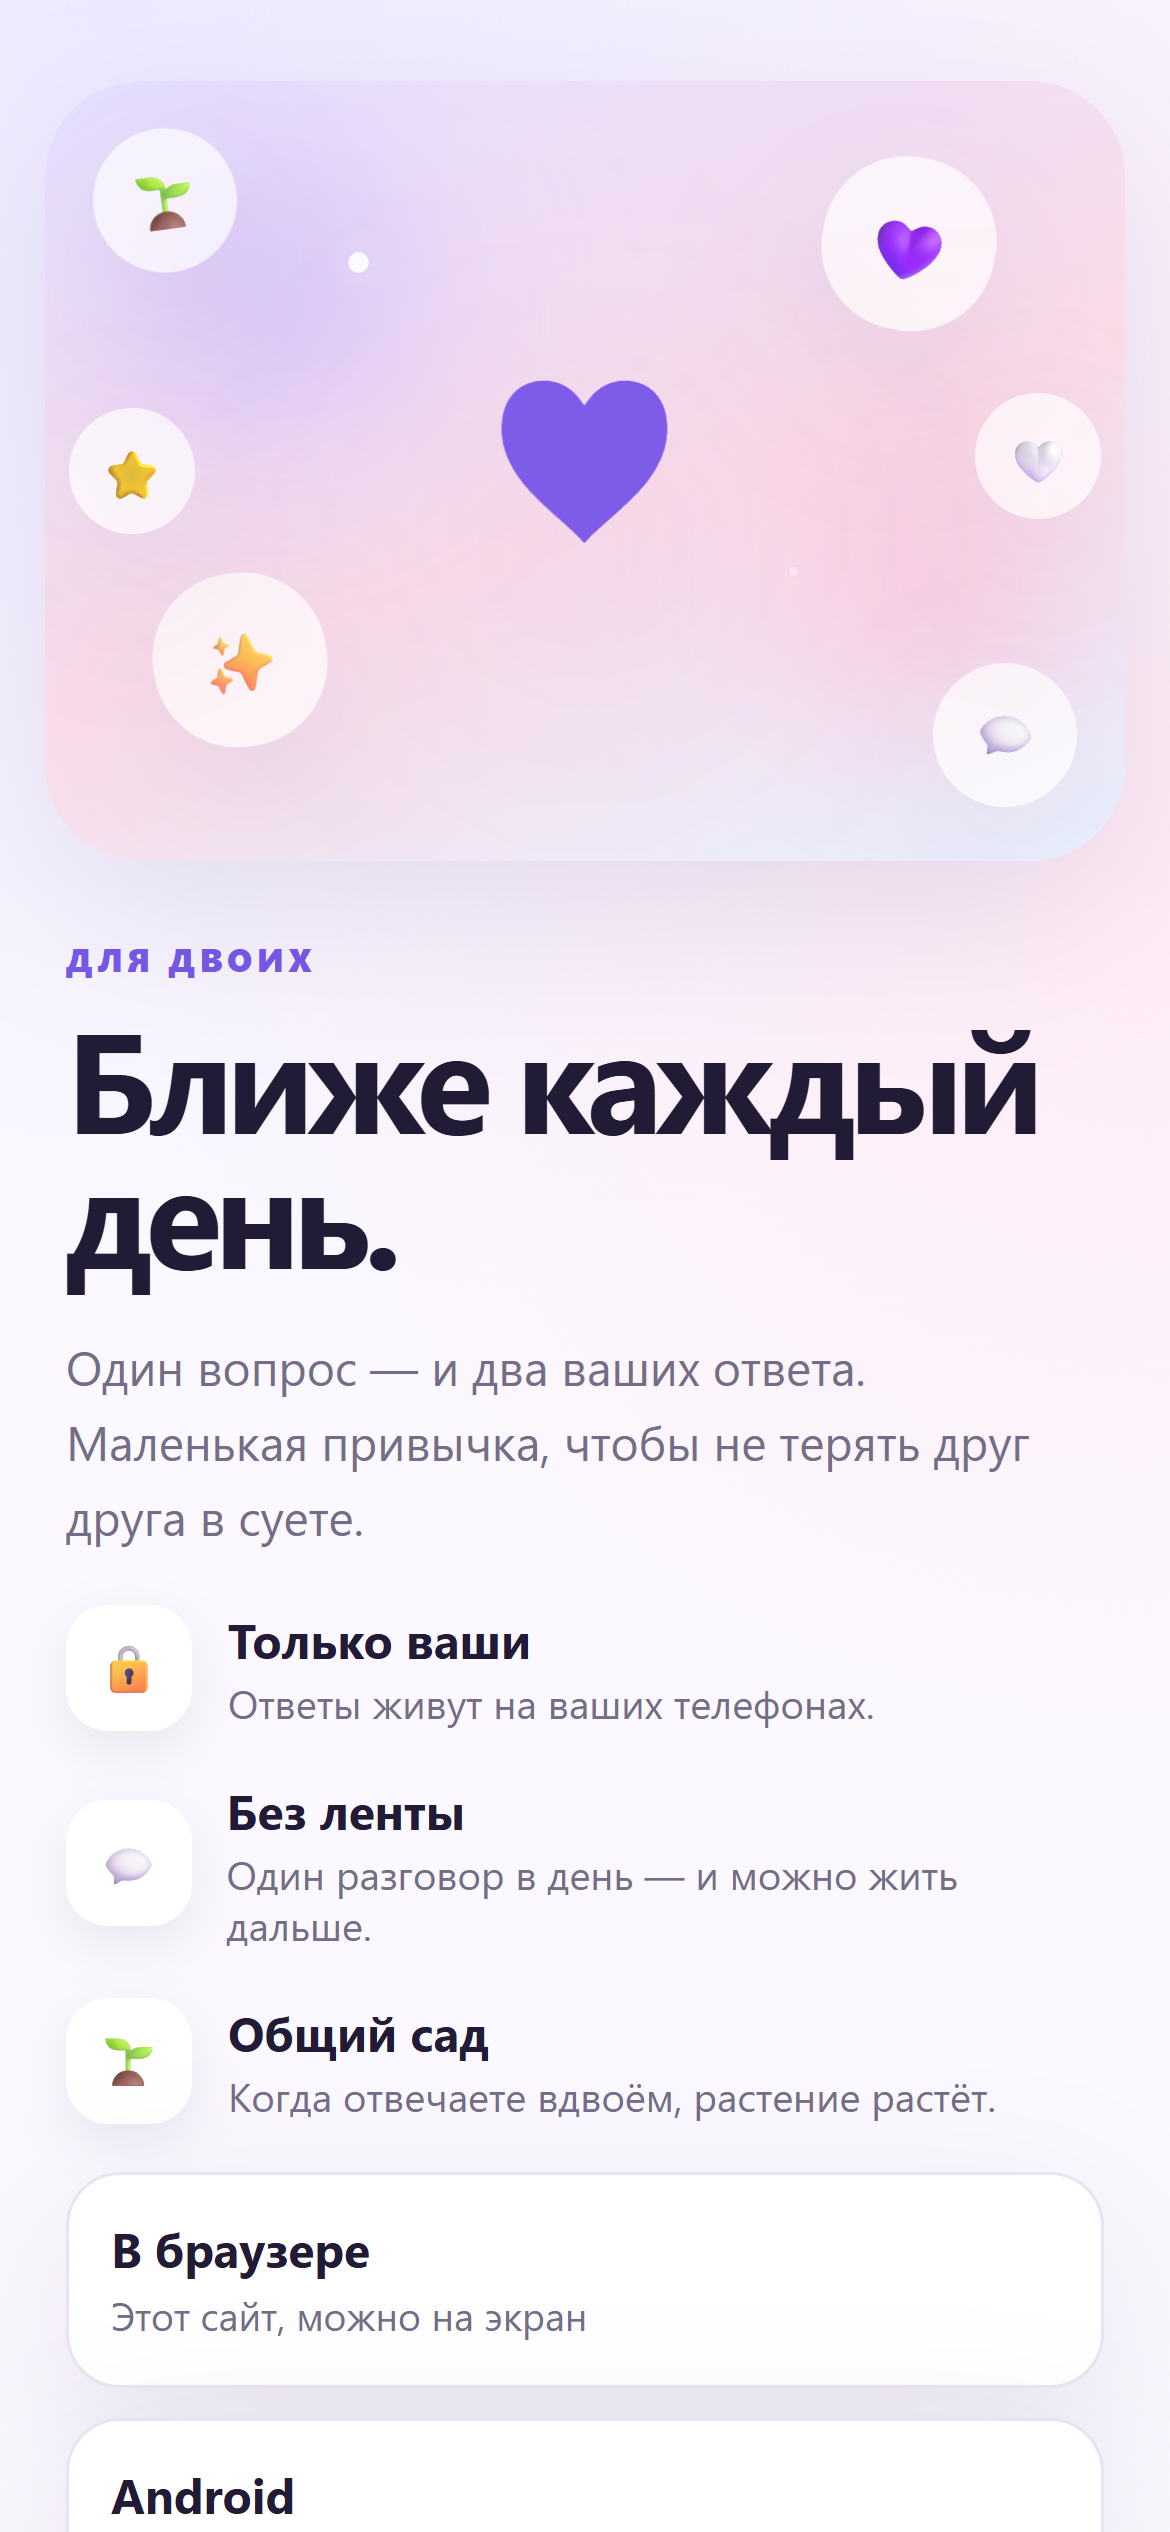 для двоих
Ближе каждый
день.
Один вопрос — и два ваших ответа.
Маленькая привычка, чтобы не терять друг
друга в суете.
Только ваши
Ответы живут на ваших телефонах.
Без ленты
Один разговор в день — и можно жить
дальше.
Общий сад
Когда отвечаете вдвоём, растение растёт.
В браузере
Этот сайт, можно на экран
Android